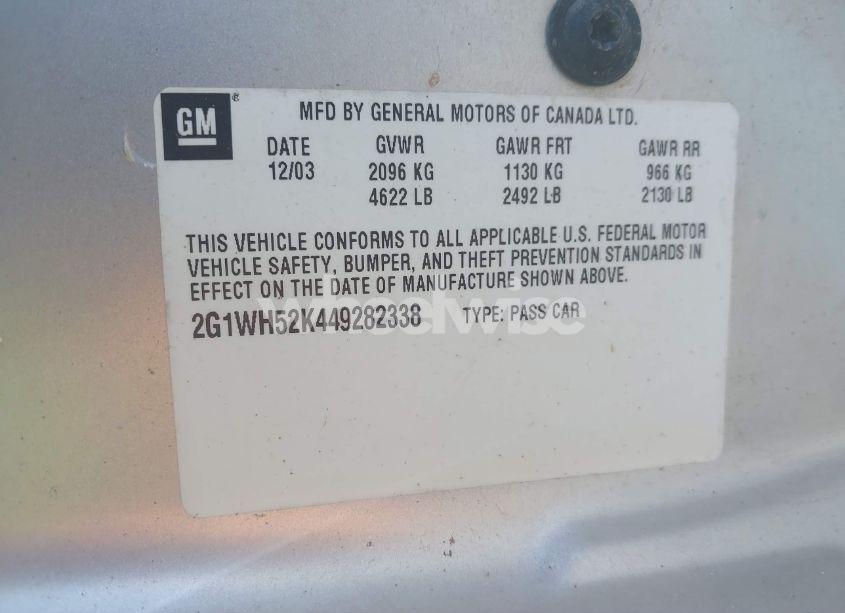 GM
MFD BY GENERAL MOTORS OF CANADA LTD.
DATE GVWR GAWR FRT GAWR RR
12/03 2096 KG 1130 KG 966 KG
4622 LB 2492 LB 2130 LB
THIS VEHICLE CONFORMS TO ALL APPLICABLE U.S. FEDERAL MOTOR
VEHICLE SAFETY, BUMPER, AND THEFT PREVENTION STANDARDS IN
EFFECT ON THE DATE OF MANUFACTURE SHOWN ABOVE.
wheelwise
2G1WH52K449282338 TYPE: PASS CAR